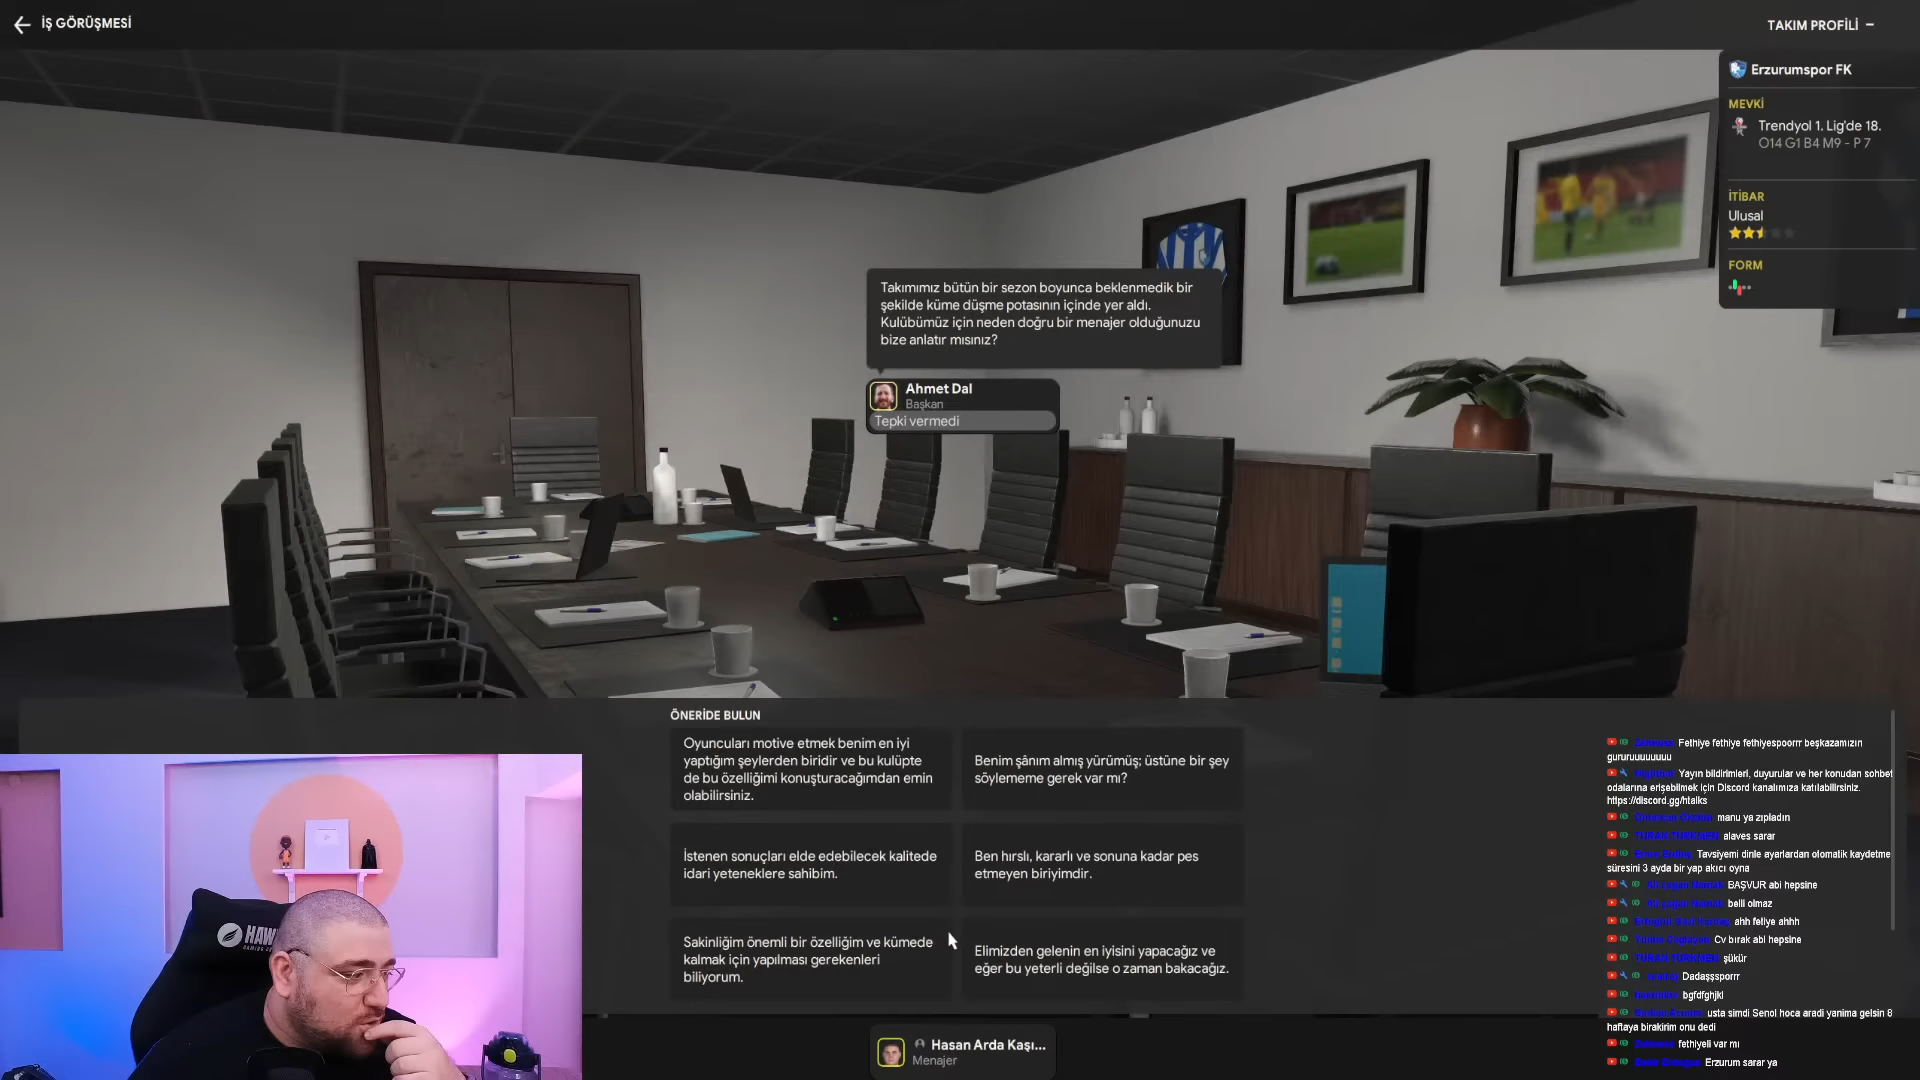 İŞ GÖRÜŞMESİ
TAKIM PROFİLİ –
Erzurumspor FK
MEVKİ
Trendyol 1. Lig'de 18.
O14 G1 B4 M9 - P 7
İTİBAR
Ulusal
FORM
Takımımız bütün bir sezon boyunca beklenmedik bir
şekilde küme düşme potasının içinde yer aldı.
Kulübümüz için neden doğru bir menajer olduğunuzu
bize anlatır mısınız?
Ahmet Dal
Başkan
Tepki vermedi
ÖNERİDE BULUN
Oyuncuları motive etmek benim en iyi
yaptığım şeylerden biridir ve bu kulüpte
de bu özelliğimi konuşturacağımdan emin
olabilirsiniz.
Benim şânım almış yürümüş; üstüne bir şey
söylememe gerek var mı?
İstenen sonuçları elde edebilecek kalitede
idari yeteneklere sahibim.
Ben hırslı, kararlı ve sonuna kadar pes
etmeyen biriyimdir.
Sakinliğim önemli bir özelliğim ve kümede
kalmak için yapılması gerekenleri
biliyorum.
Elimizden gelenin en iyisini yapacağız ve
eğer bu yeterli değilse o zaman bakacağız.
Hasan Arda Kaşı...
Menajer
HAW
Fethiye fethiye fethiyespoorrr beşkazamızın
gururuuuuuuuu
Yayın bildirimleri, duyurular ve her konudan sohbet
odalarına erişebilmek için Discord kanalımıza katılabilirsiniz.
https://discord.gg/htalks
manu ya zıpladın
TURAN TÜRKMEN alaves sarar
Tavsiyemi dinle ayarlardan otomatik kaydetme
süresini 3 ayda bir yap akıcı oyna
BAŞVUR abi hepsine
belli olmaz
ahh fetiye ahhh
Cv bırak abi hepsine
TURAN TÜRKMEN şükür
Dadaşşsporrr
bgfdfghjkl
usta simdi Senol hoca aradi yanima gelsin 8
haftaya birakirim onu dedi
fethiyeli var mı
Erzurum sarar ya